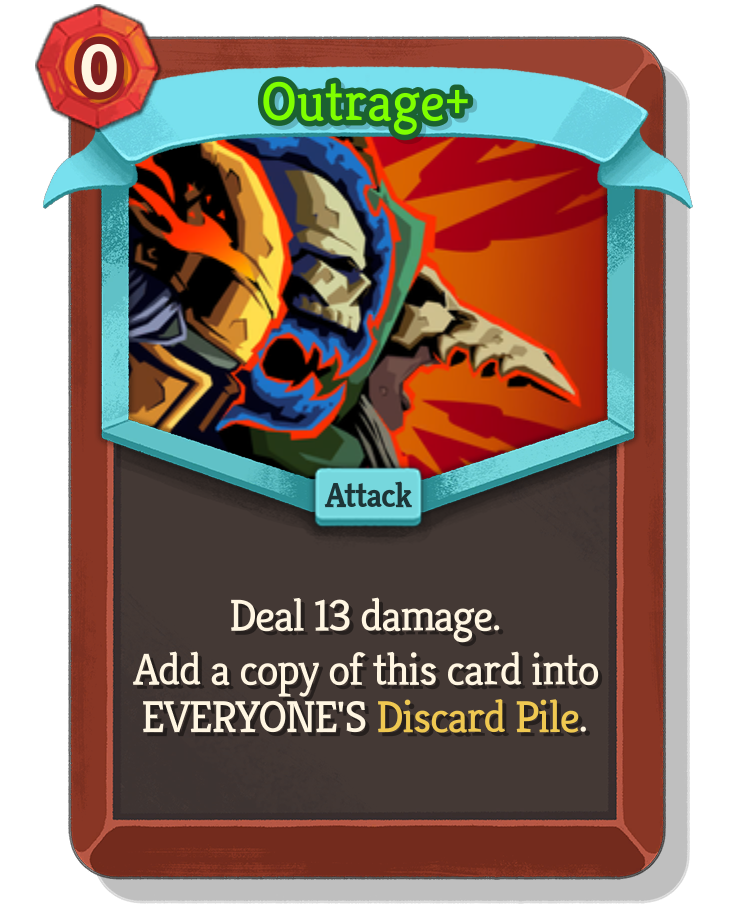 0
Outrage+
Attack
Deal 13 damage.
Add a copy of this card into
EVERYONE'S Discard Pile.